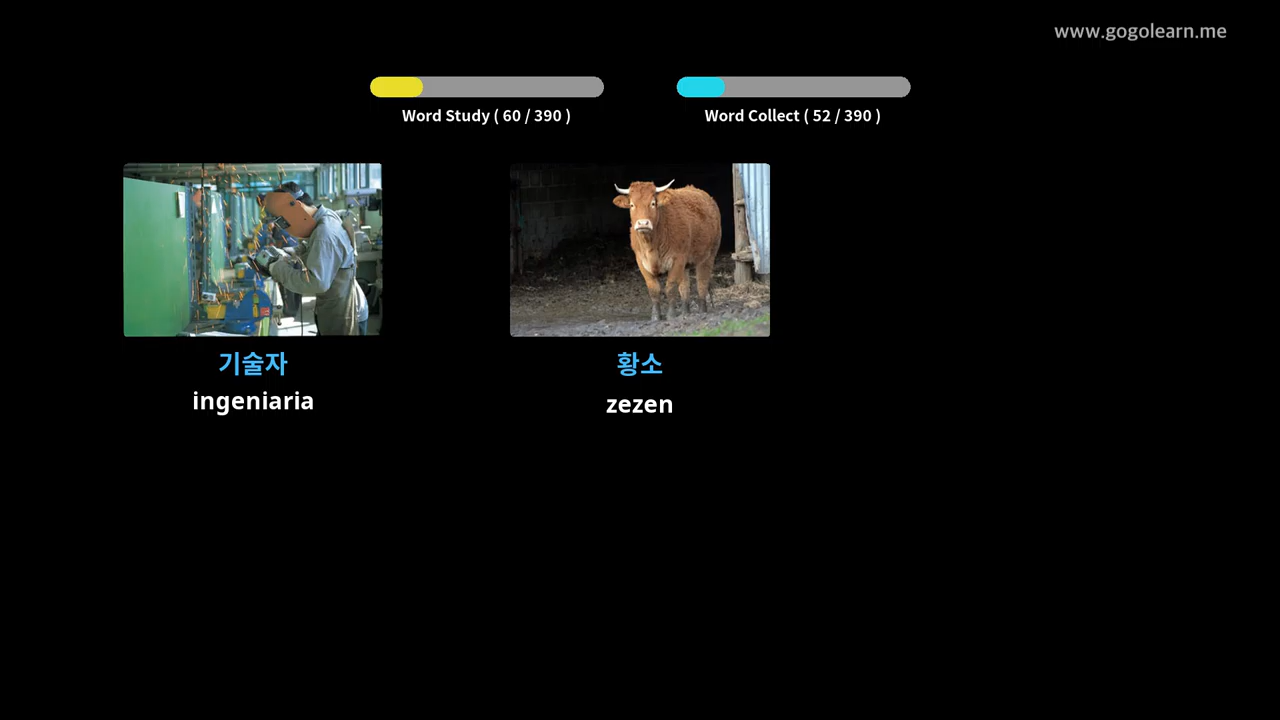 www.gogolearn.me
Word Study ( 60 / 390 )
Word Collect ( 52 / 390 )
기술자
ingeniaria
황소
zezen